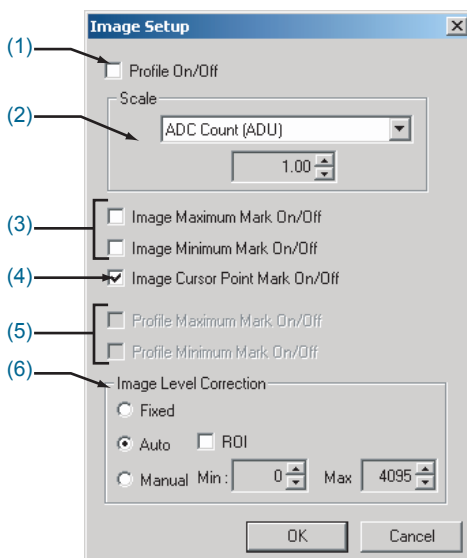 Image Setup
(1)
Profile On/Off
Scale
(2)
ADC Count (ADU)
1.00
(3)
Image Maximum Mark On/Off
Image Minimum Mark On/Off
(4)
Image Cursor Point Mark On/Off
(5)
Profile Maximum Mark On/Off
Profile Minimum Mark On/Off
(6)
Image Level Correction
Fixed
Auto ROI
Manual Min : 0 Max 4095
OK Cancel